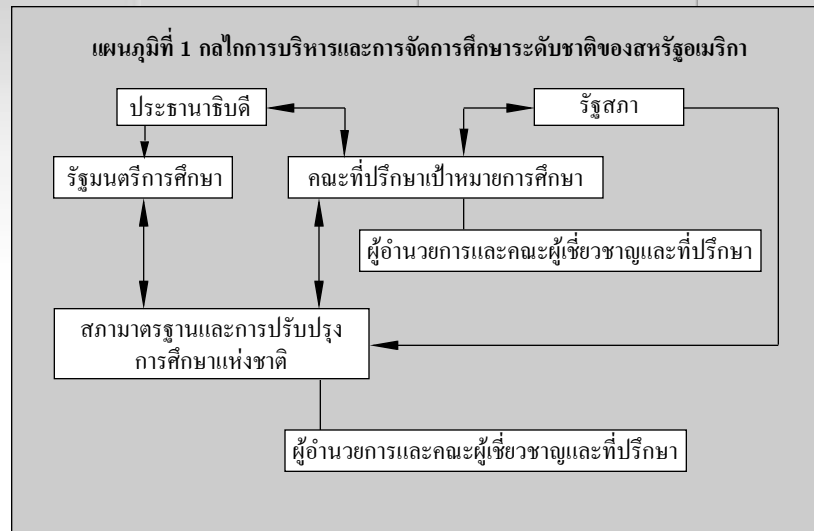 แผนภูมิที่ 1 กลไกการบริหารและการจัดการศึกษาระดับชาติของสหรัฐอเมริกา
ประธานาธิบดี
รัฐสภา
รัฐมนตรีการศึกษา
คณะที่ปรึกษาเป้าหมายการศึกษา
ผู้อำนวยการและคณะผู้เชี่ยวชาญและที่ปรึกษา
สภามาตรฐานและการปรับปรุง
การศึกษาแห่งชาติ
ผู้อำนวยการและคณะผู้เชี่ยวชาญและที่ปรึกษา